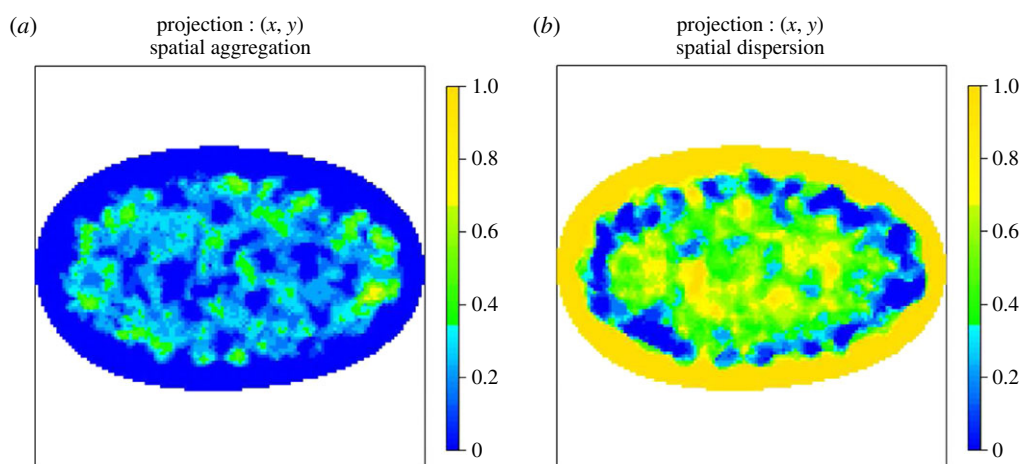 (a)
projection : (x, y)
spatial aggregation
1.0
0.8
0.6
0.4
0.2
0
(b)
projection : (x, y)
spatial dispersion
1.0
0.8
0.6
0.4
0.2
0